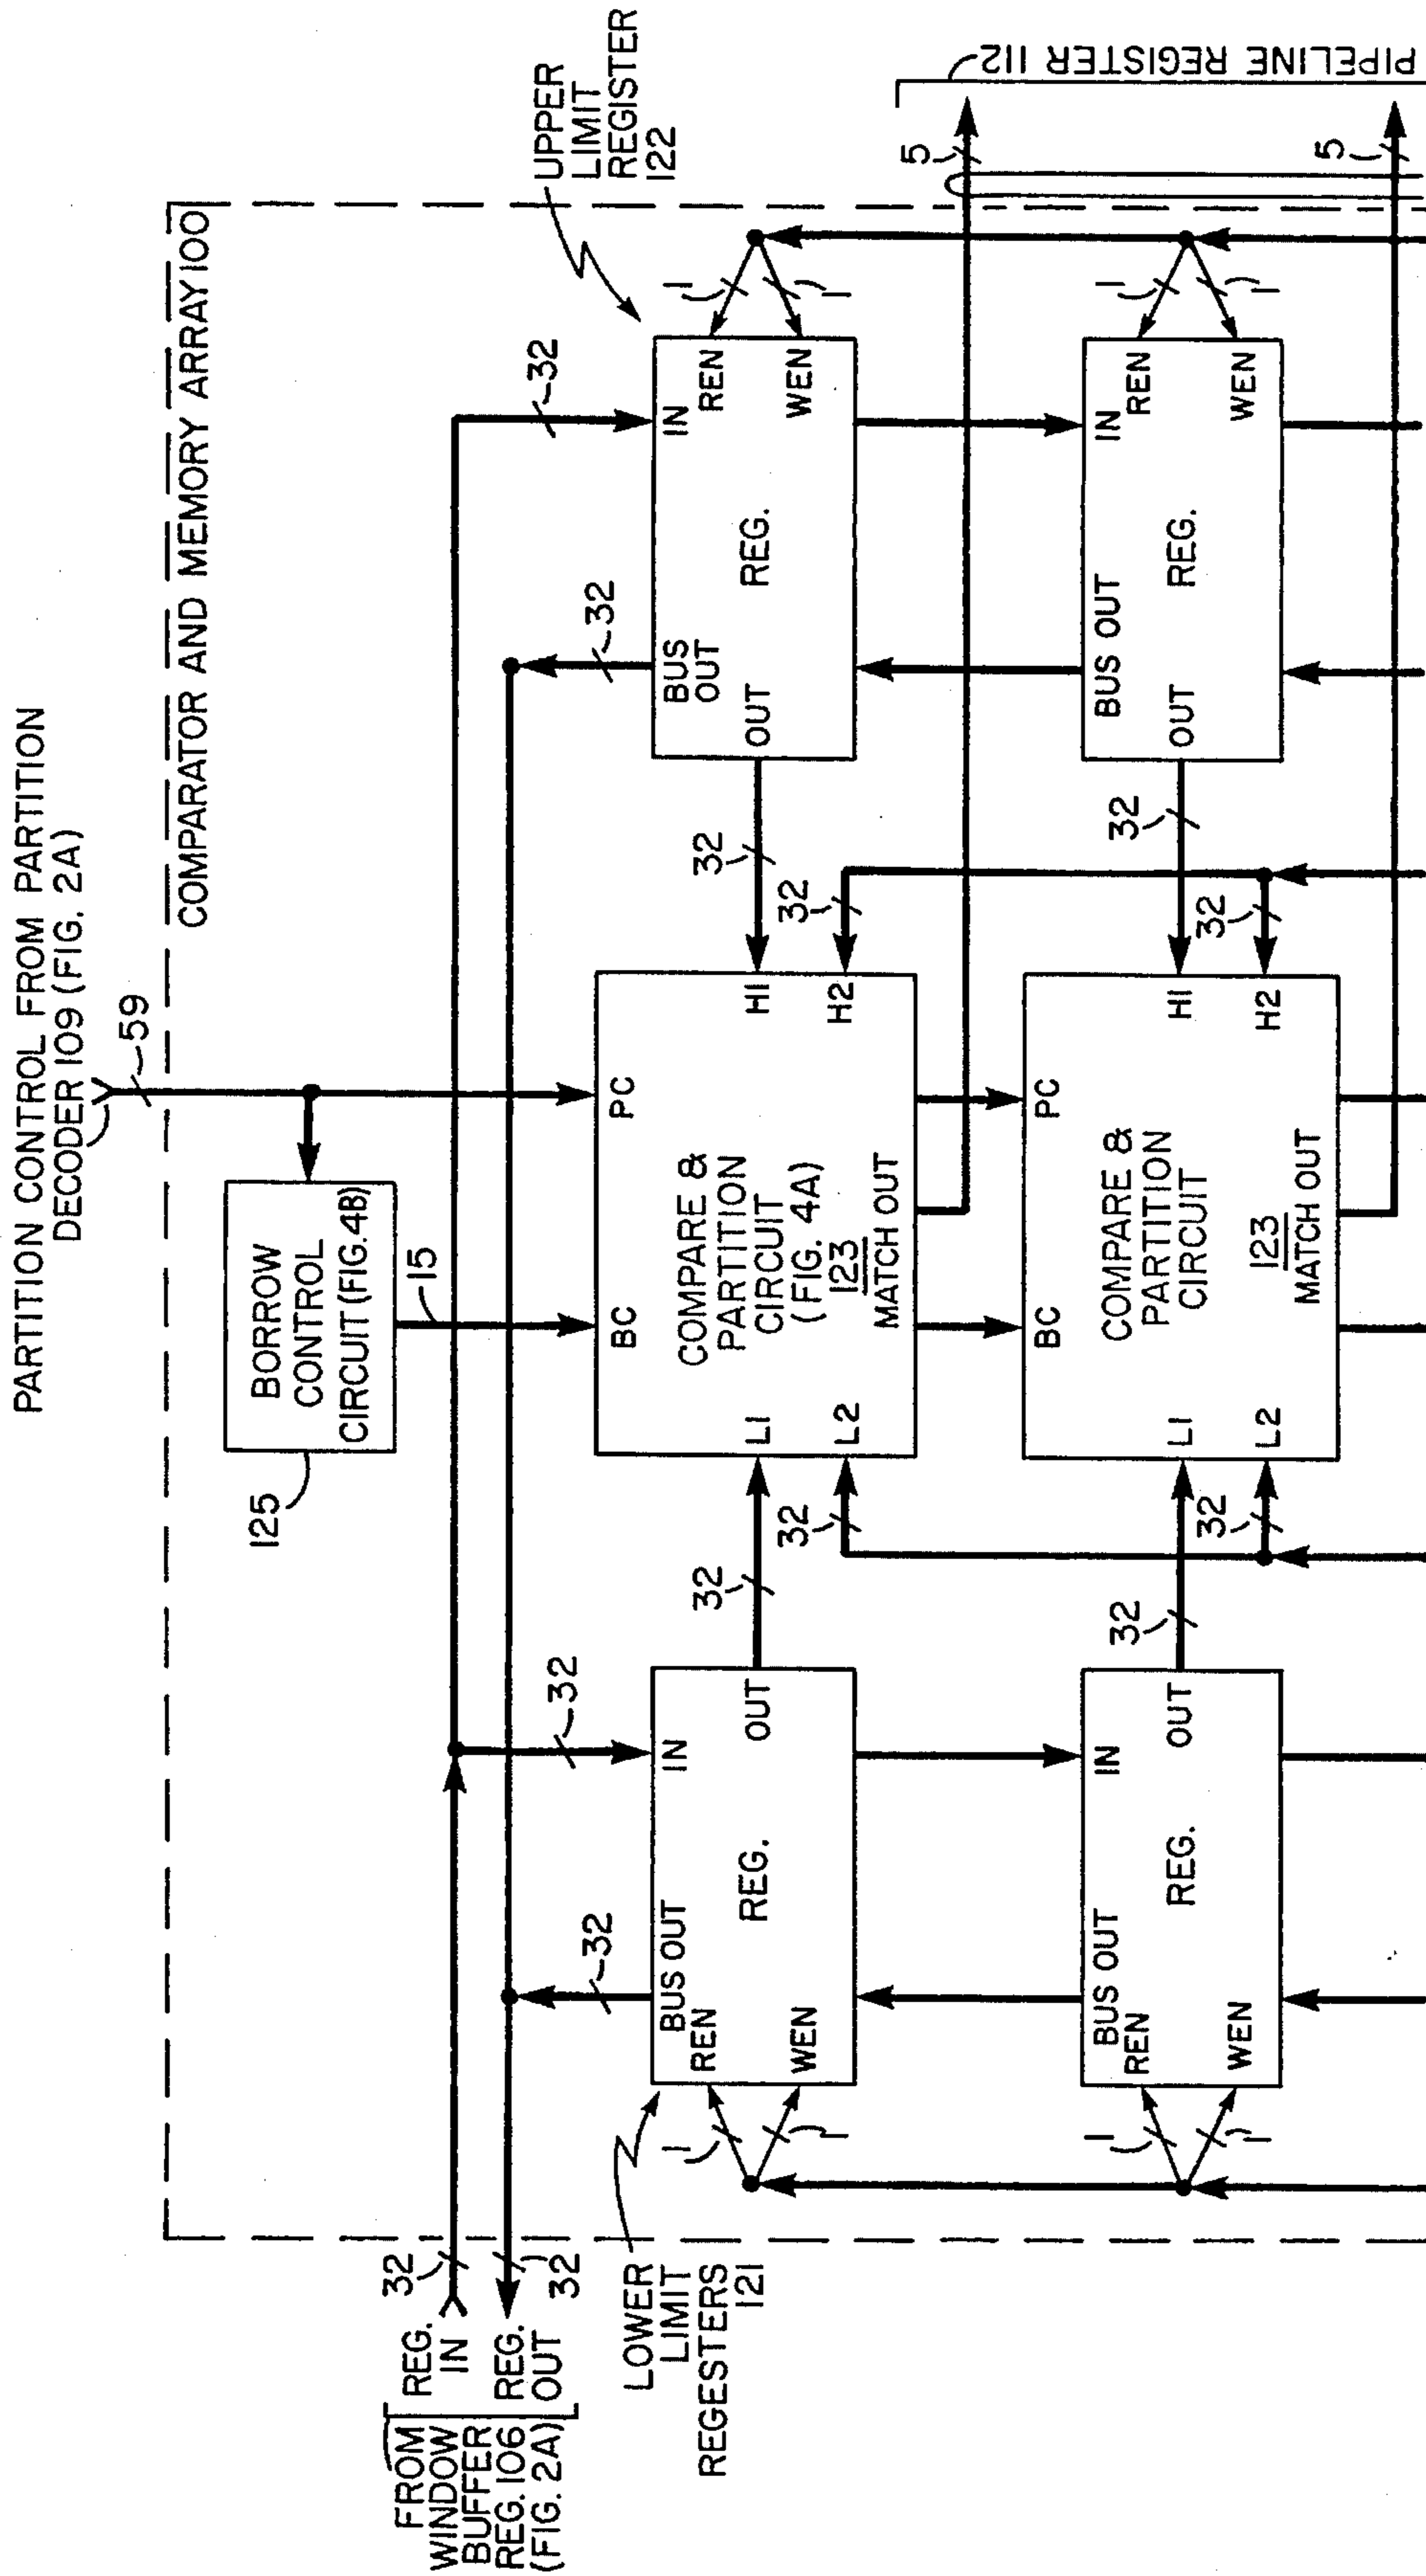 PARTITION CONTROL FROM PARTITION
DECODER 109 (FIG. 2A)
59
COMPARATOR AND MEMORY ARRAY 100
BORROW
CONTROL
CIRCUIT (FIG. 4B)
125
15
FROM
WINDOW
BUFFER
REG. 106
(FIG. 2A)
REG.
IN
REG.
OUT
32
32
32
32
32
32
LOWER
LIMIT
REGESTERS
121
UPPER
LIMIT
REGISTER
122
BUS OUT
IN
REN
WEN
REG.
OUT
1
1
32
32
BC
PC
L1
L2
H1
H2
COMPARE &
PARTITION
CIRCUIT
(FIG. 4A)
123
MATCH OUT
32
32
BUS
OUT
IN
REN
WEN
REG.
OUT
1
1
5
PIPELINE REGISTER 112
BUS OUT
IN
REN
WEN
REG.
OUT
1
1
32
32
BC
PC
L1
L2
H1
H2
COMPARE &
PARTITION
CIRCUIT
123
MATCH OUT
32
32
BUS OUT
IN
REN
WEN
REG.
OUT
1
1
5